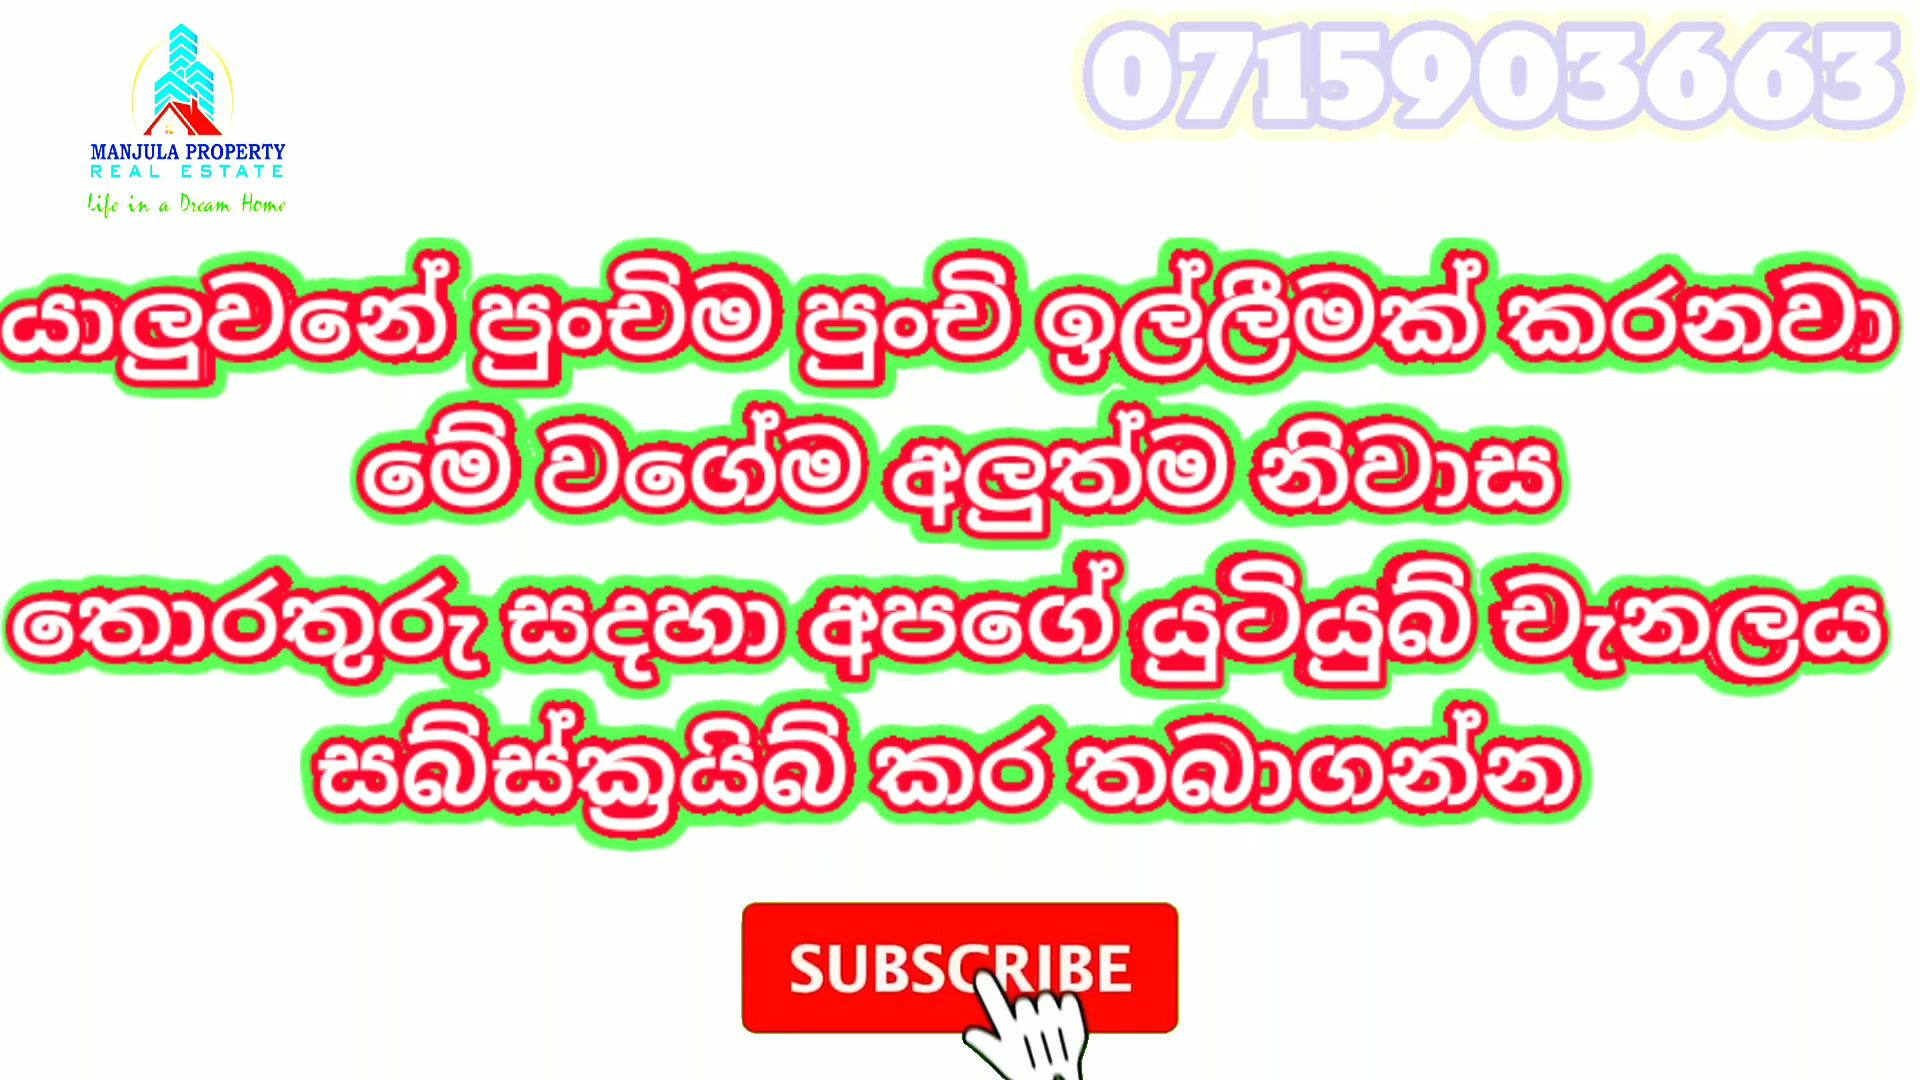 0715903663
MANJULA PROPERTY
REAL ESTATE
Life in a Dream Home
යාලුවනේ පුංචිම පුංචි ඉල්ලීමක් කරනවා
මේ වගේම අලුත්ම නිවාස
තොරතුරු සදහා අපගේ යුටියුබ් චැනලය
සබ්ස්ක්‍රයිබ් කර තබාගන්න
SUBSCRIBE